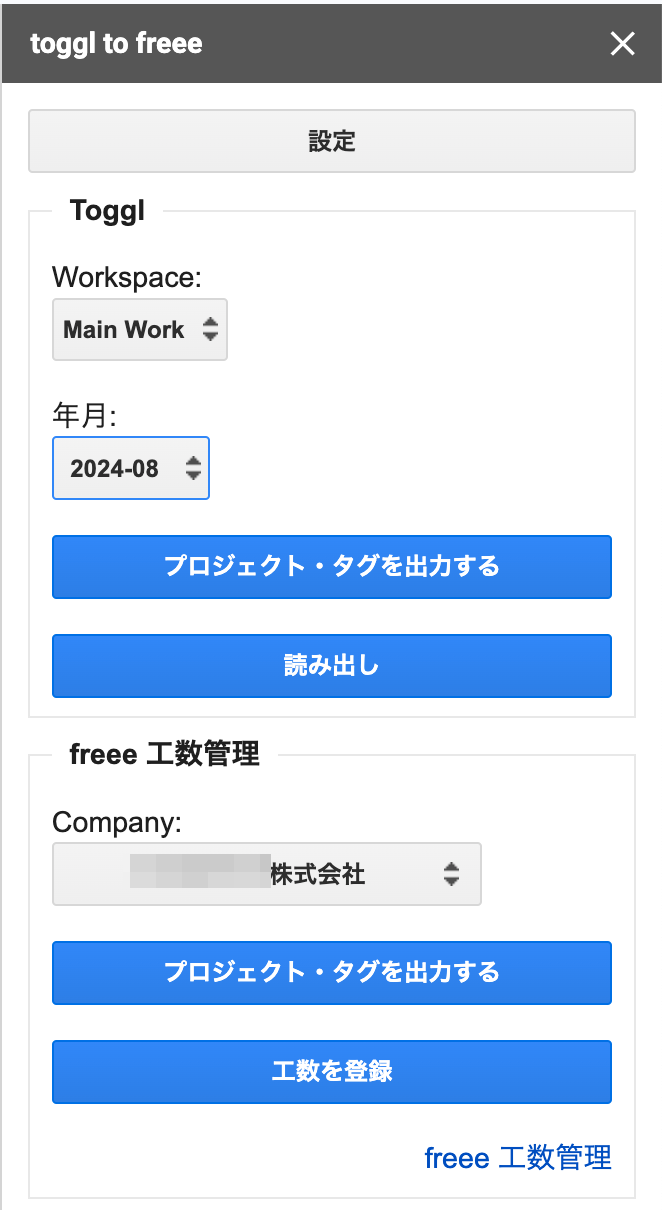 toggl to freee
設定
Toggl
Workspace:
Main Work
年月:
2024-08
プロジェクト・タグを出力する
読み出し
freee 工数管理
Company:
株式会社
プロジェクト・タグを出力する
工数を登録
freee 工数管理